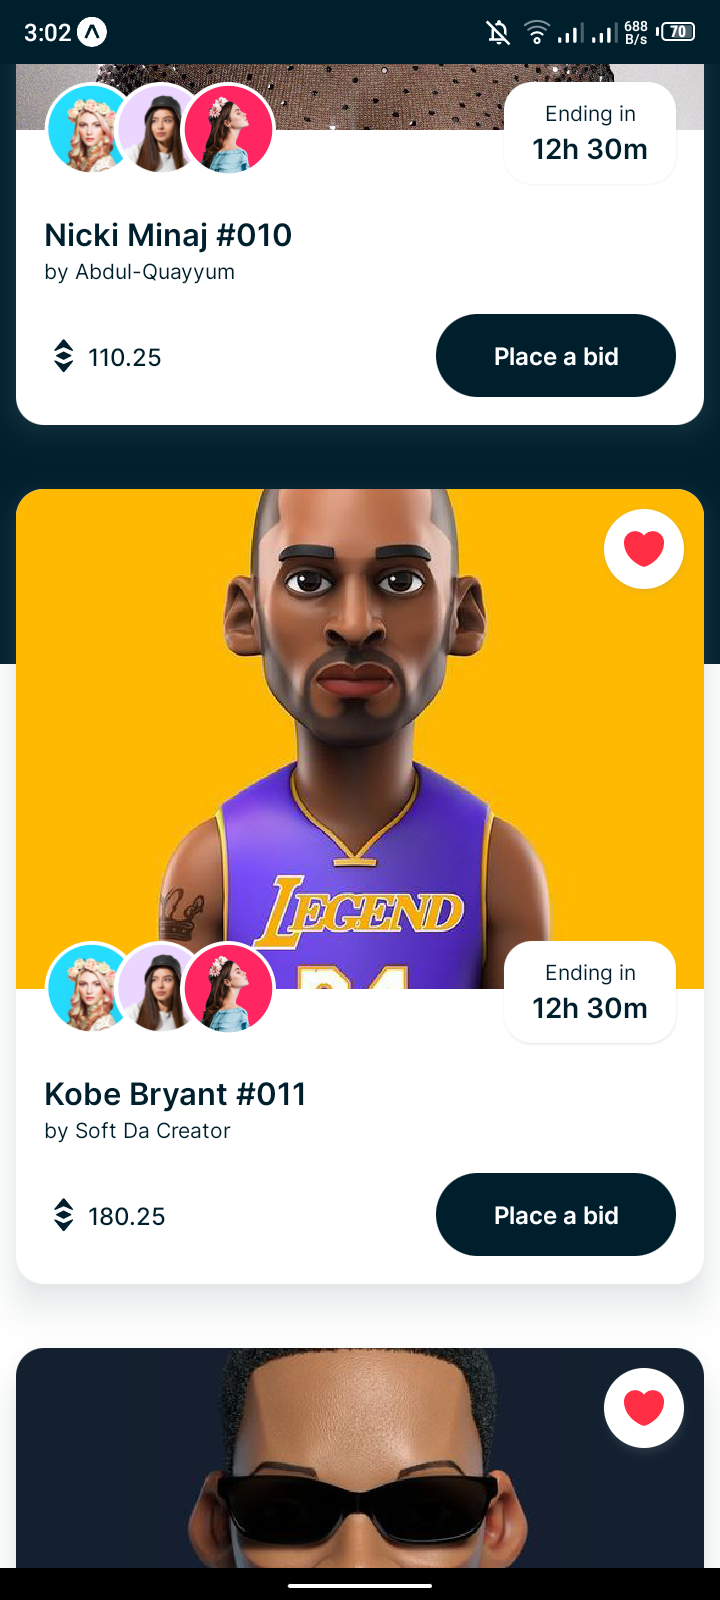 3:02
688
B/s
70
Ending in
12h 30m
Nicki Minaj #010
by Abdul-Quayyum
110.25
Place a bid
LEGEND
24
Ending in
12h 30m
Kobe Bryant #011
by Soft Da Creator
180.25
Place a bid